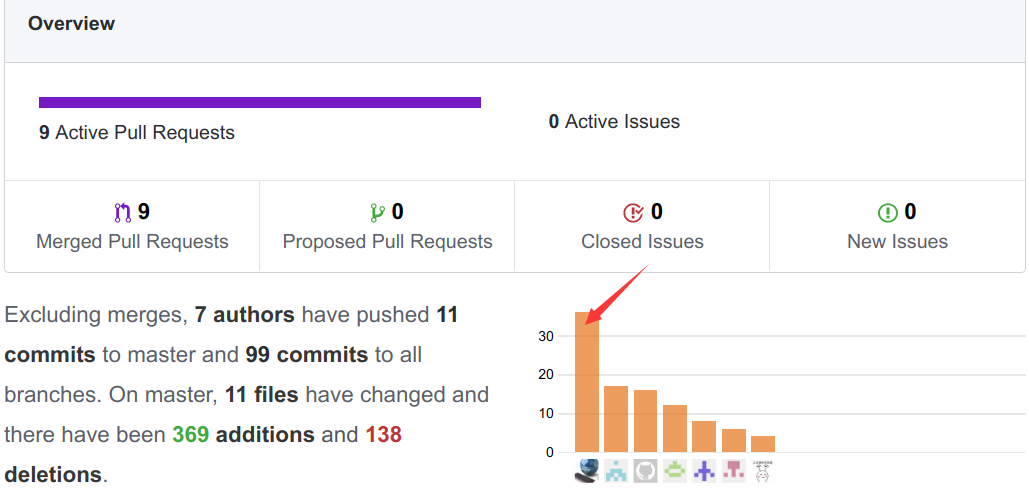 Overview
9 Active Pull Requests
0 Active Issues
9
Merged Pull Requests
0
Proposed Pull Requests
0
Closed Issues
0
New Issues
Excluding merges, 7 authors have pushed 11
commits to master and 99 commits to all
branches. On master, 11 files have changed and
there have been 369 additions and 138
deletions.
30
20
10
0